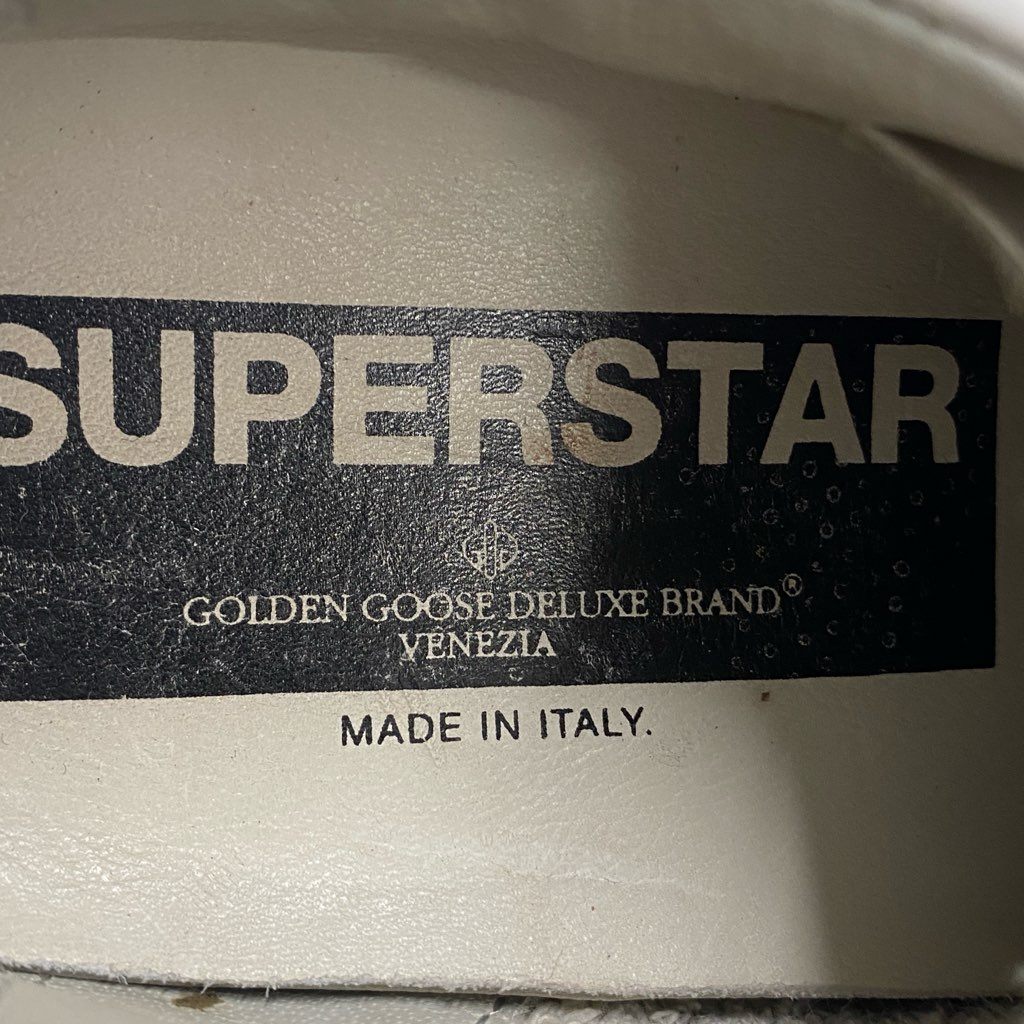 SUPERSTAR
GOLDEN GOOSE DELUXE BRAND®
VENEZIA
MADE IN ITALY.